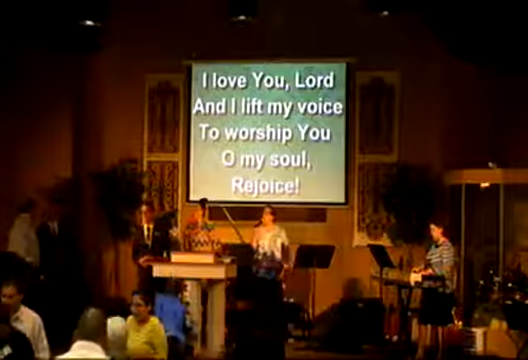 I love You, Lord
And I lift my voice
To worship You
O my soul,
Rejoice!